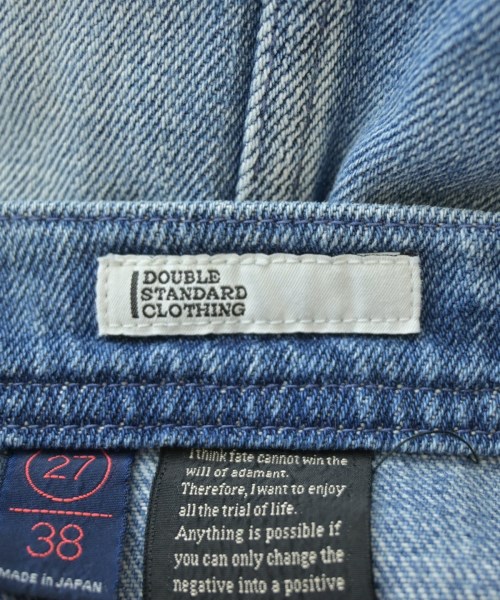 DOUBLE
STANDARD
CLOTHING
27
38
MADE IN JAPAN
I think fate cannot win the
will of adamant.
Therefore, I want to enjoy
all the trial of life.
Anything is possible if
you can only change the
negative into a positive